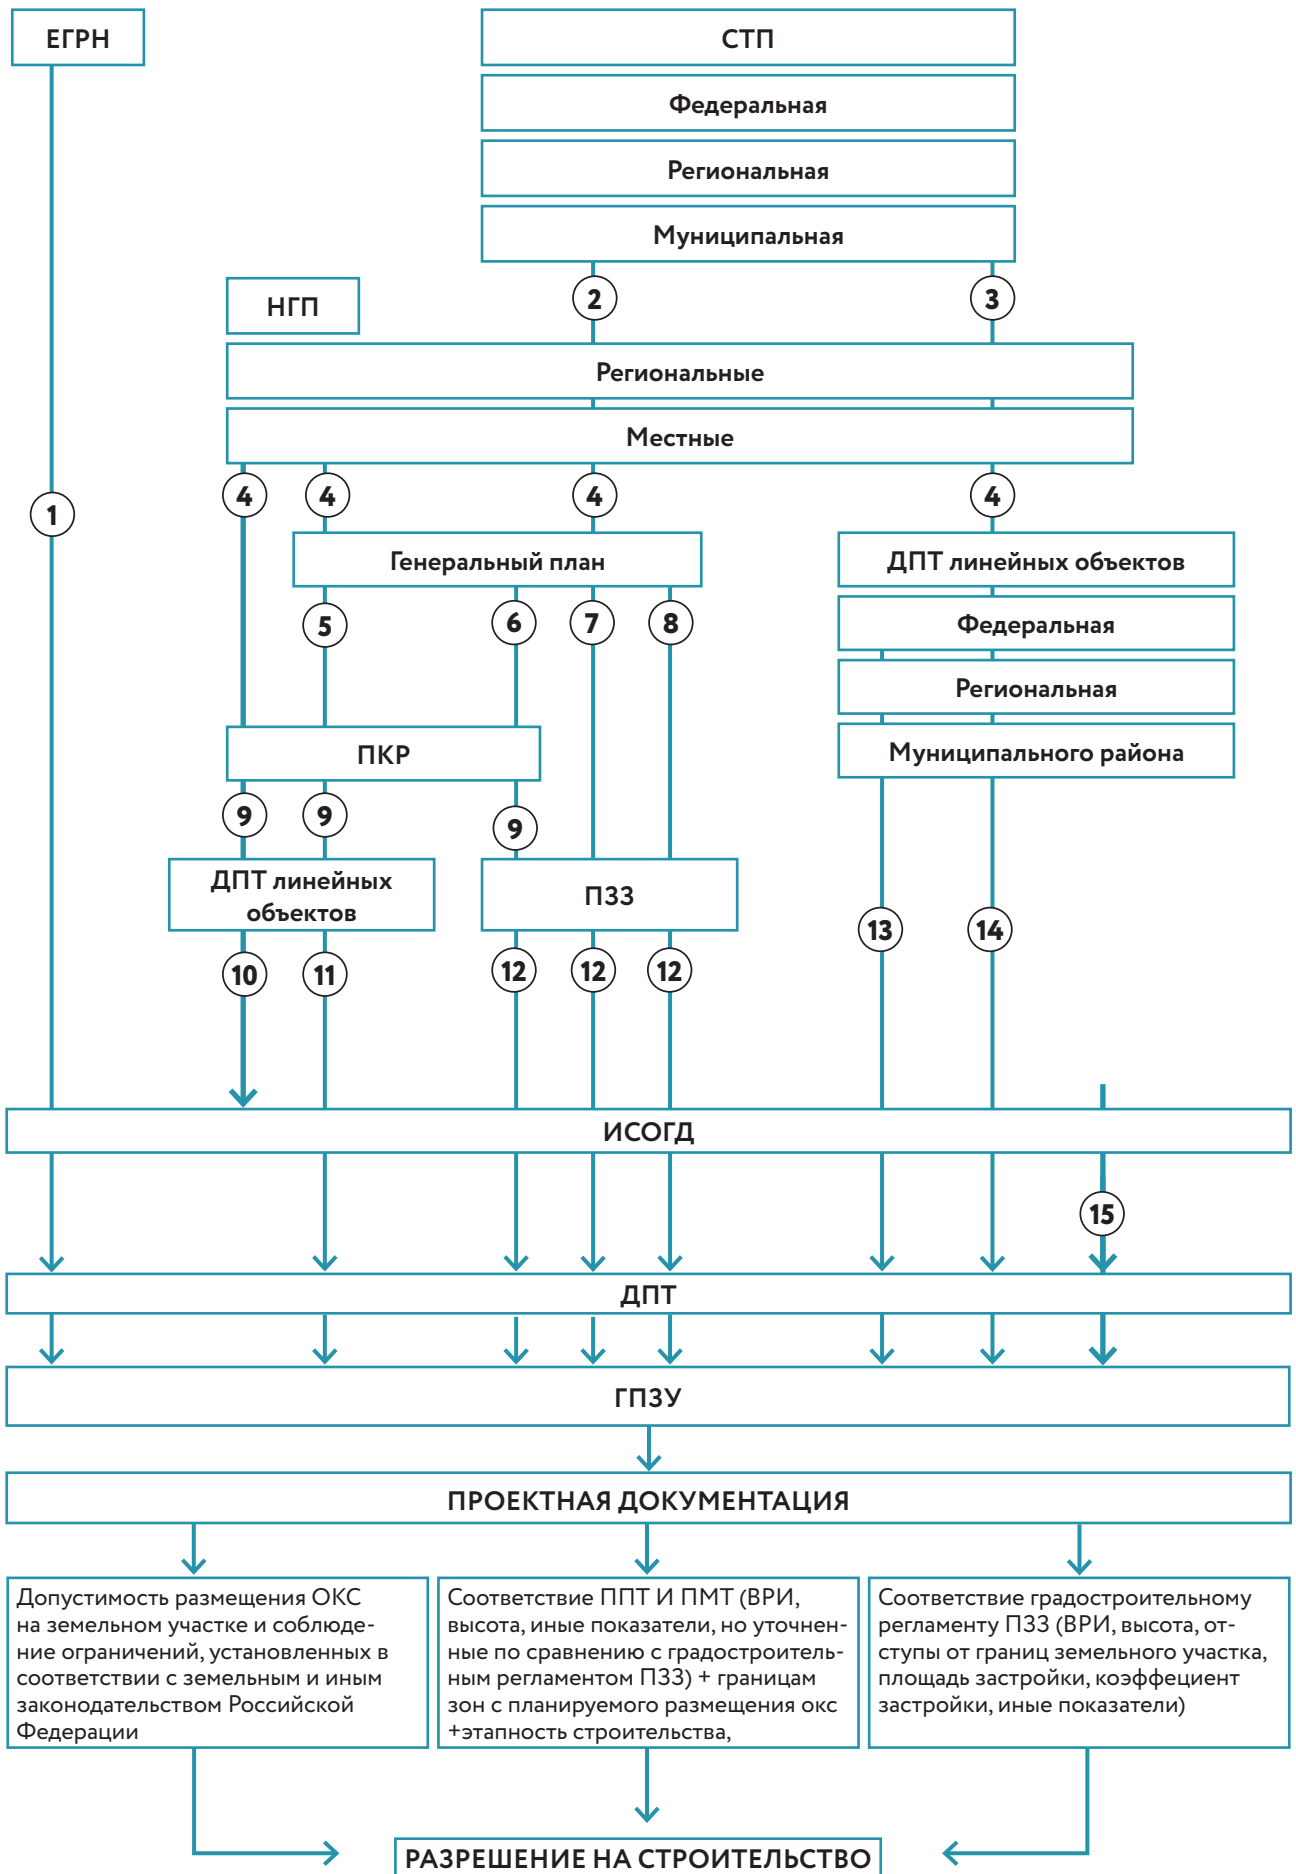 ЕГРН
СТП
Федеральная
Региональная
Муниципальная
2
3
НГП
Региональные
Местные
4
4
4
4
1
Генеральный план
ДПТ линейных объектов
5
6
7
8
Федеральная
Региональная
ПКР
Муниципального района
9
9
9
ДПТ линейных
объектов
ПЗЗ
13
14
10
11
12
12
12
ИСОГД
15
ДПТ
ГПЗУ
ПРОЕКТНАЯ ДОКУМЕНТАЦИЯ
Допустимость размещения ОКС
на земельном участке и соблюде-
ние ограничений, установленных в
соответствии с земельным и иным
законодательством Российской
Федерации
Соответствие ППТ И ПМТ (ВРИ,
высота, иные показатели, но уточнен-
ные по сравнению с градостроитель-
ным регламентом ПЗЗ) + границам
зон с планируемого размещения окс
+этапность строительства,
Соответствие градостроительному
регламенту ПЗЗ (ВРИ, высота, от-
ступы от границ земельного участка,
площадь застройки, коэффециент
застройки, иные показатели)
РАЗРЕШЕНИЕ НА СТРОИТЕЛЬСТВО